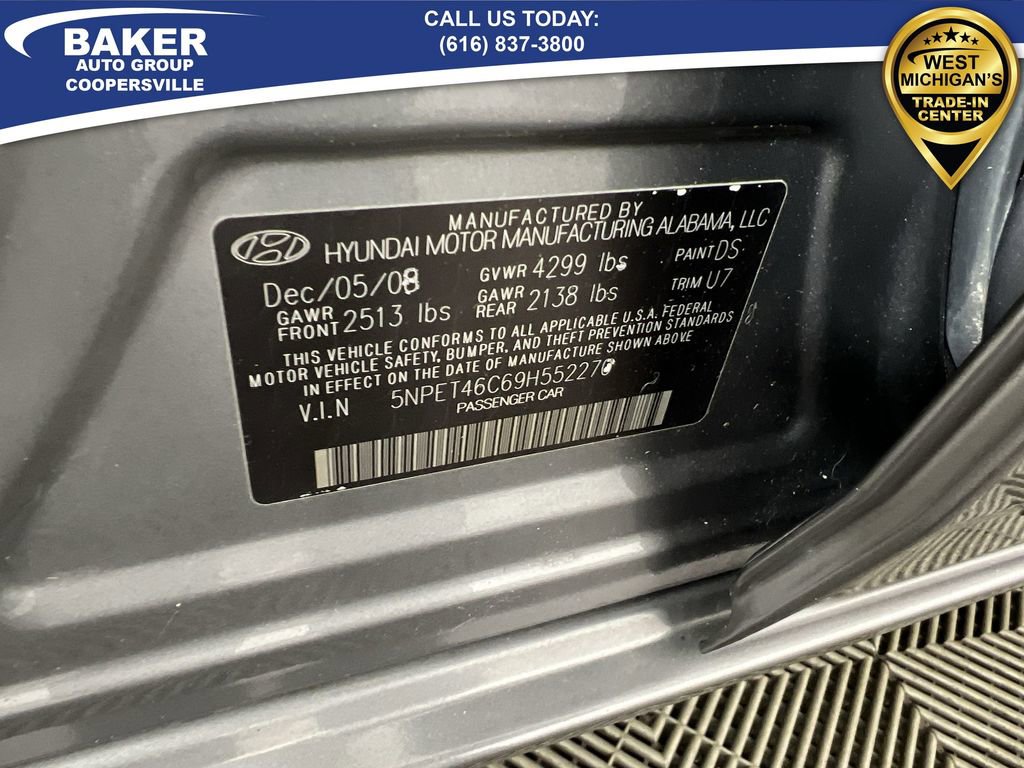 BAKER
AUTO GROUP
COOPERSVILLE
CALL US TODAY:
(616) 837-3800
WEST
MICHIGAN'S
TRADE-IN
CENTER
MANUFACTURED BY
HYUNDAI MOTOR MANUFACTURING ALABAMA, LLC
Dec/05/08 GVWR 4299 lbs PAINT DS
GAWR FRONT 2513 lbs GAWR REAR 2138 lbs TRIM U7
THIS VEHICLE CONFORMS TO ALL APPLICABLE U.S.A. FEDERAL
MOTOR VEHICLE SAFETY, BUMPER, AND THEFT PREVENTION STANDARDS
IN EFFECT ON THE DATE OF MANUFACTURE SHOWN ABOVE
V.I.N 5NPET46C69H552270
PASSENGER CAR